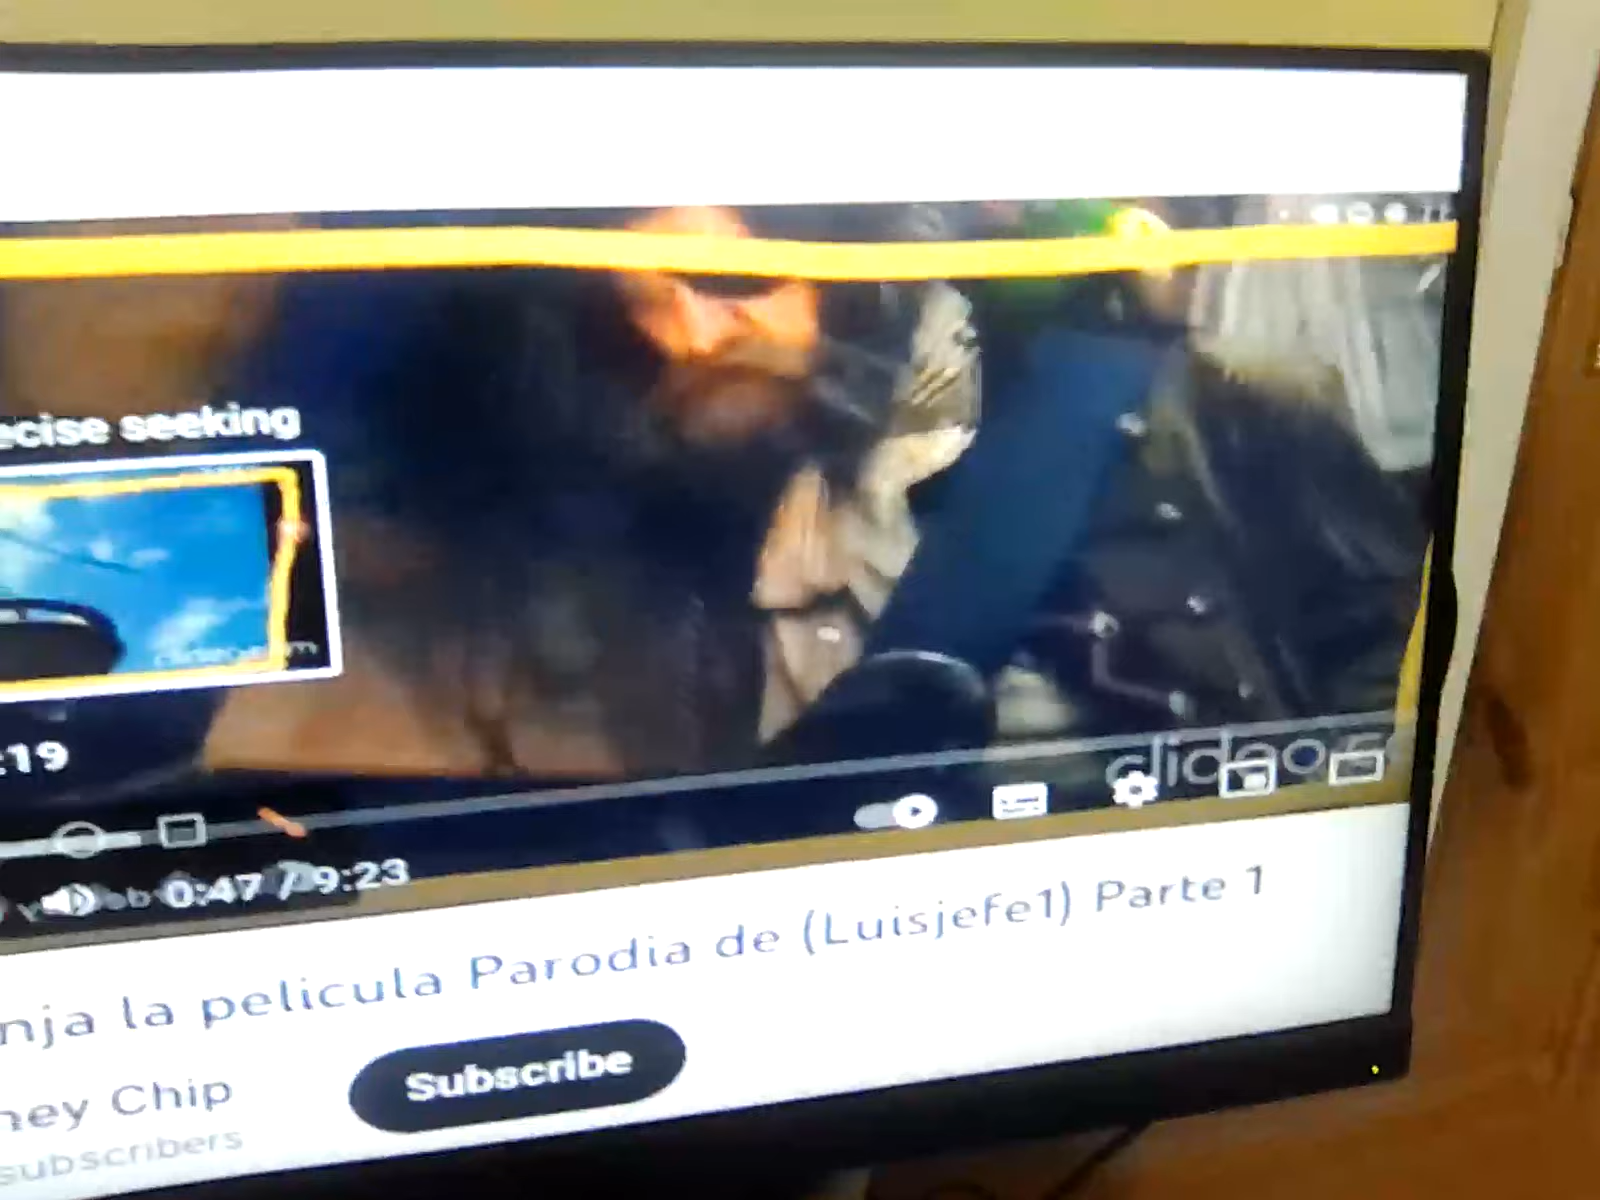 ecise seeking
:19
clideo.c
0:47 / 9:23
nja la pelicula Parodia de (Luisjefe1) Parte 1
ney Chip
Subscribe
subscribers